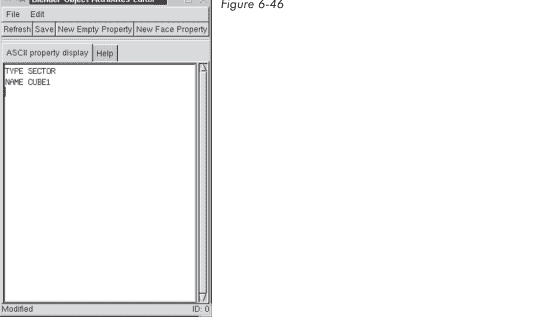 Blender Object Attributes Editor
Figure 6-46
File Edit
Refresh Save New Empty Property New Face Property
ASCII property display Help
TYPE SECTOR
NAME CUBE1
Modified ID: 0